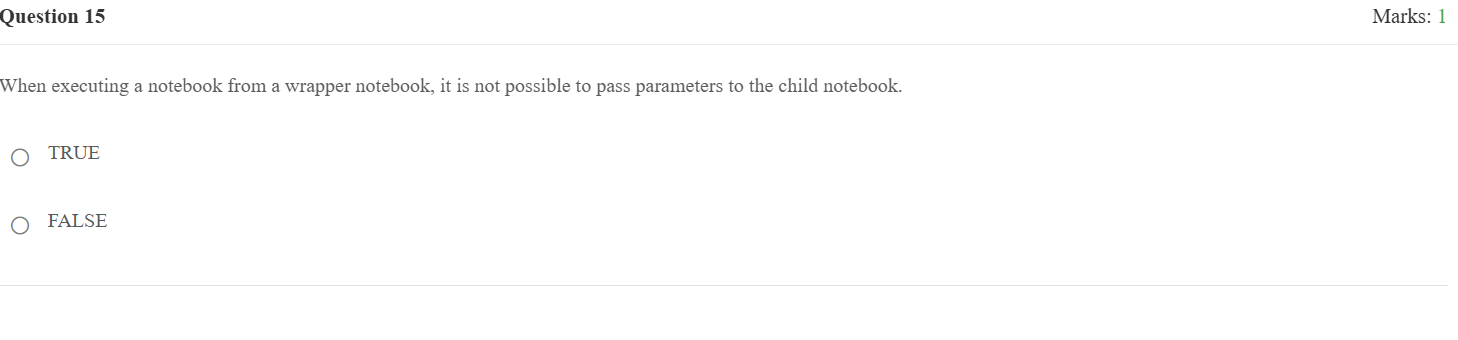 Question 15
Marks: 1
When executing a notebook from a wrapper notebook, it is not possible to pass parameters to the child notebook.
TRUE
FALSE